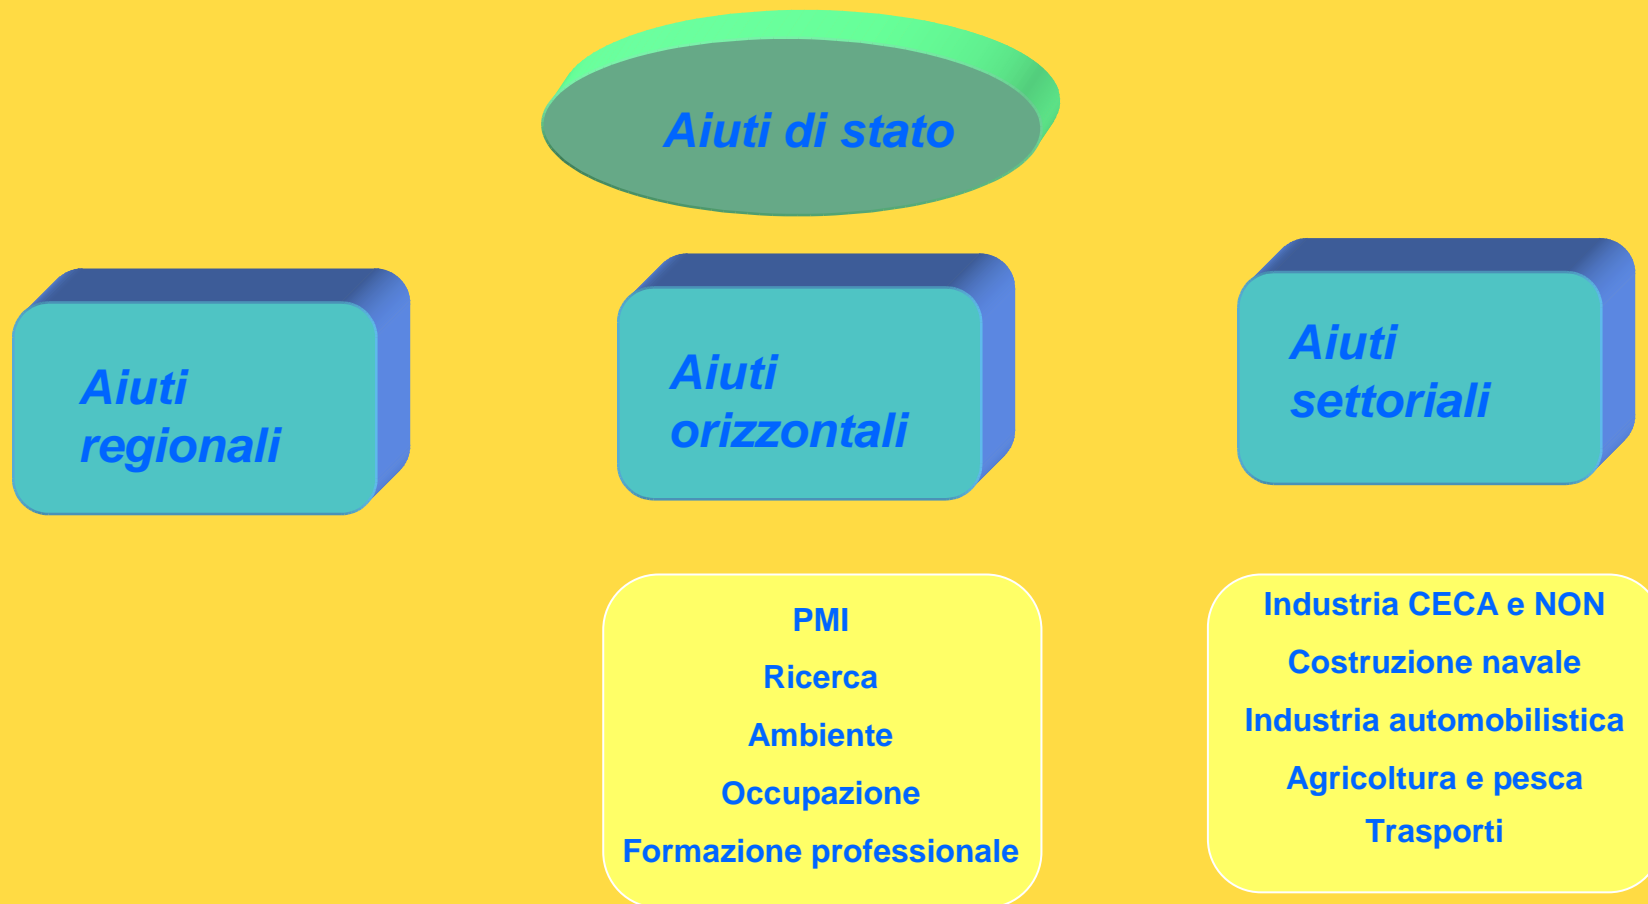 Aiuti di stato
Aiuti
regionali
Aiuti
orizzontali
Aiuti
settoriali
PMI
Ricerca
Ambiente
Occupazione
Formazione professionale
Industria CECA e NON
Costruzione navale
Industria automobilistica
Agricoltura e pesca
Trasporti